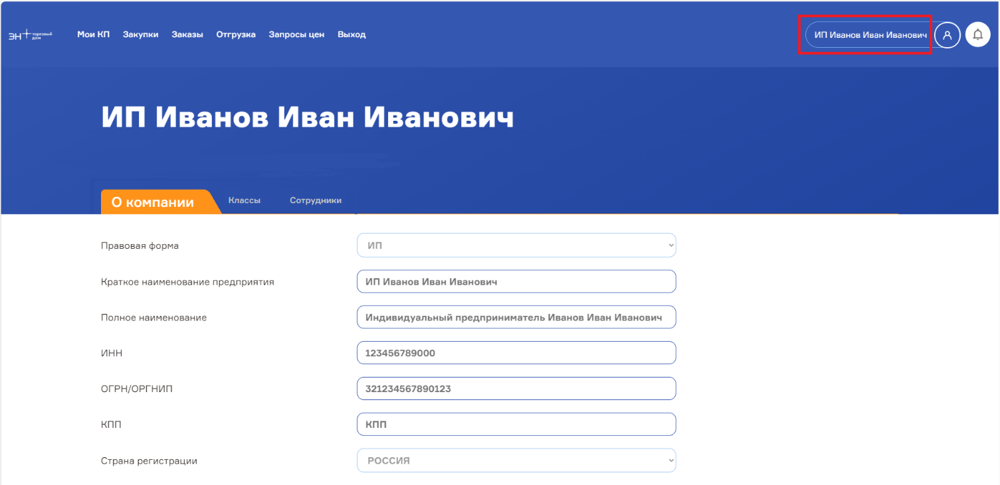 ЭН+ торговый дом
Мои КП Закупки Заказы Отгрузка Запросы цен Выход
ИП Иванов Иван Иванович
ИП Иванов Иван Иванович
О компании Классы Сотрудники
Правовая форма ИП
Краткое наименование предприятия ИП Иванов Иван Иванович
Полное наименование Индивидуальный предприниматель Иванов Иван Иванович
ИНН 123456789000
ОГРН/ОРГНИП 321234567890123
КПП КПП
Страна регистрации РОССИЯ